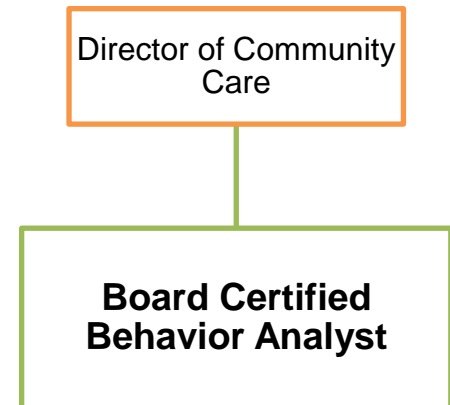 Director of Community
Care
Board Certified
Behavior Analyst